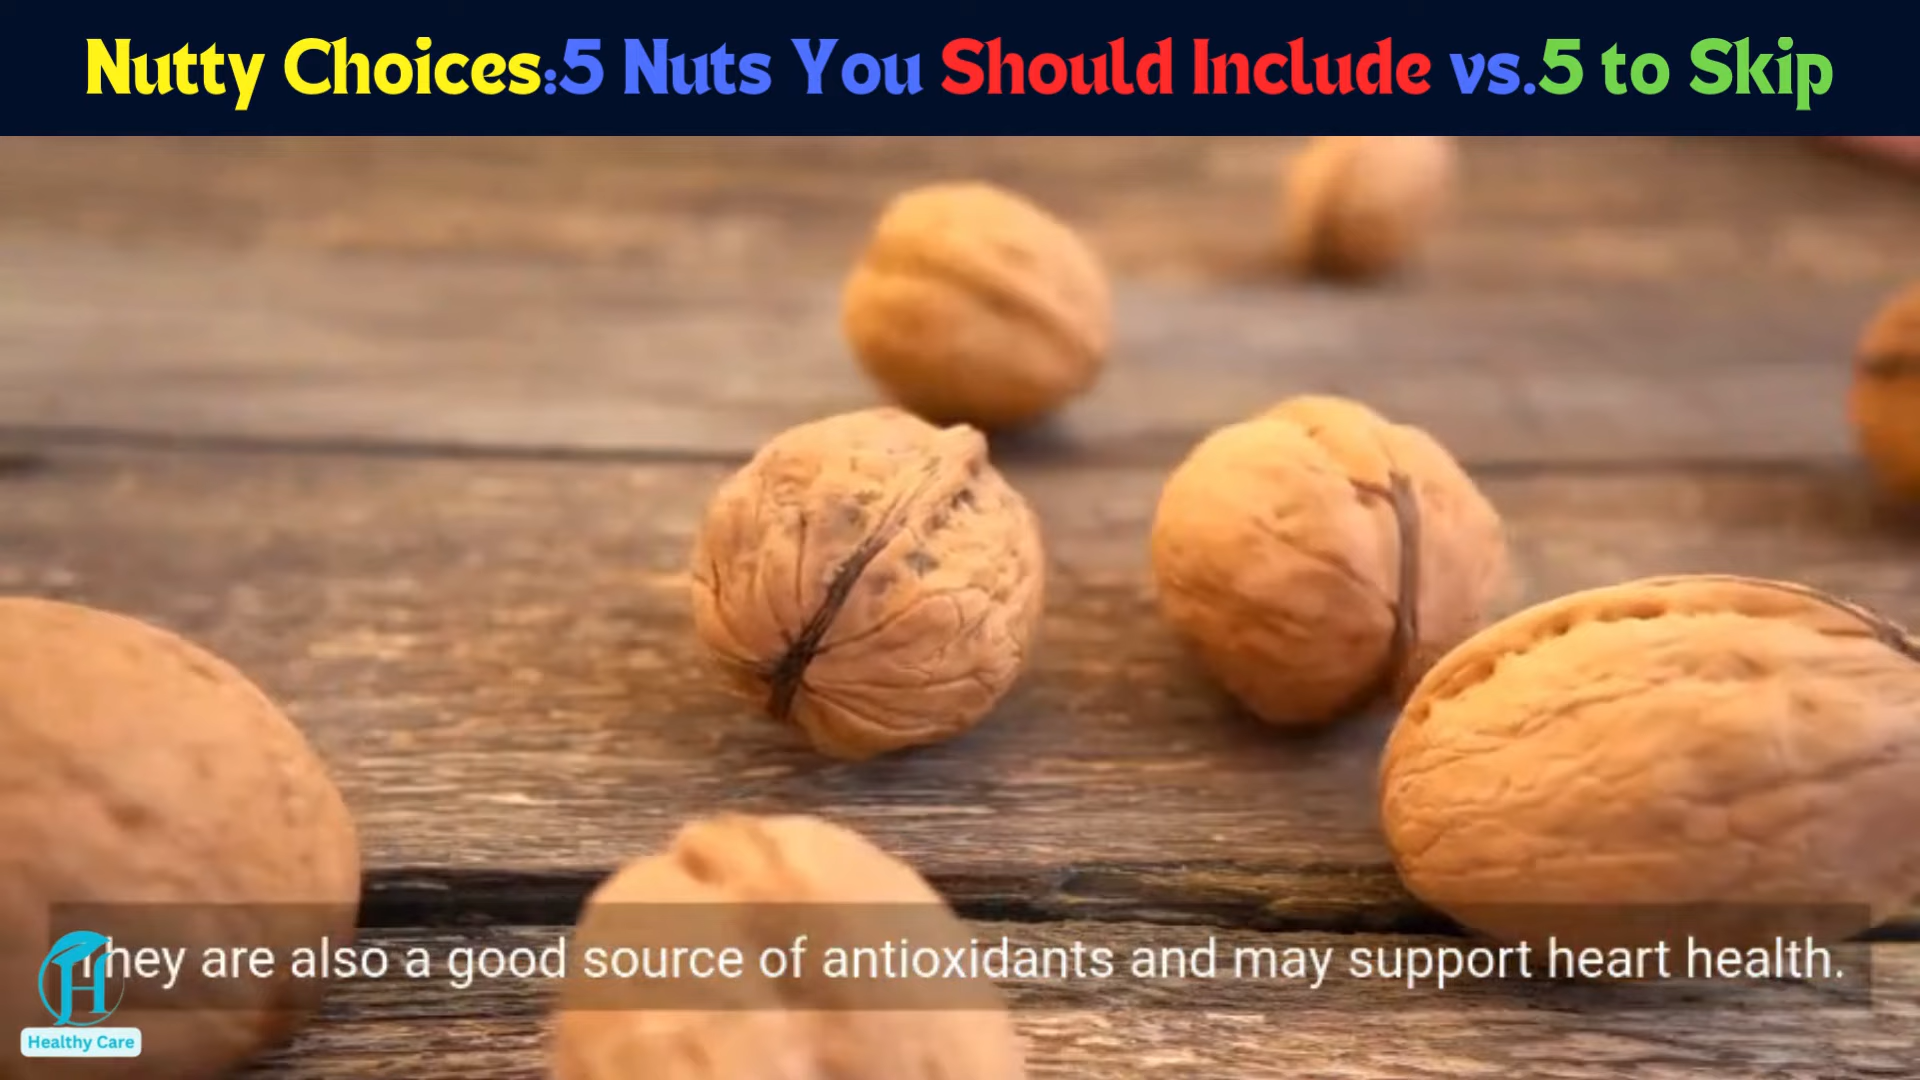 Nutty Choices:5 Nuts You Should Include vs.5 to Skip
They are also a good source of antioxidants and may support heart health.
H
Healthy Care